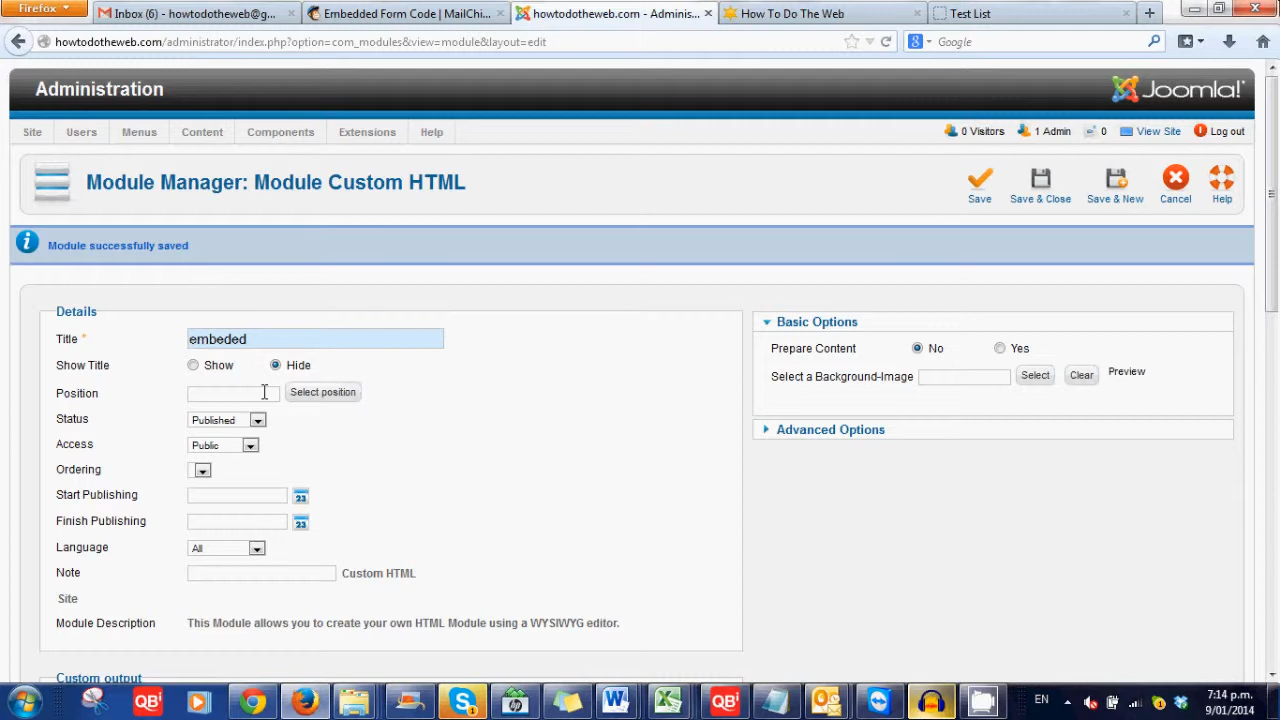 Firefox
Inbox (6) - howtodotheweb@g...
Embedded Form Code | MailChi...
howtodotheweb.com - Adminis...
How To Do The Web
Test List
howtodotheweb.com/administrator/index.php?option=com_modules&view=module&layout=edit
Google
Administration
Joomla!
Site Users Menus Content Components Extensions Help
0 Visitors 1 Admin 0 View Site Log out
Module Manager: Module Custom HTML
Save Save & Close Save & New Cancel Help
Module successfully saved
Details
Title * embeded
Show Title Show Hide
Position Select position
Status Published
Access Public
Ordering
Start Publishing 23
Finish Publishing 23
Language All
Note Custom HTML
Site
Module Description This Module allows you to create your own HTML Module using a WYSIWYG editor.
Basic Options
Prepare Content No Yes
Select a Background-Image Select Clear Preview
Advanced Options
Custom output
EN
7:14 p.m.
9/01/2014